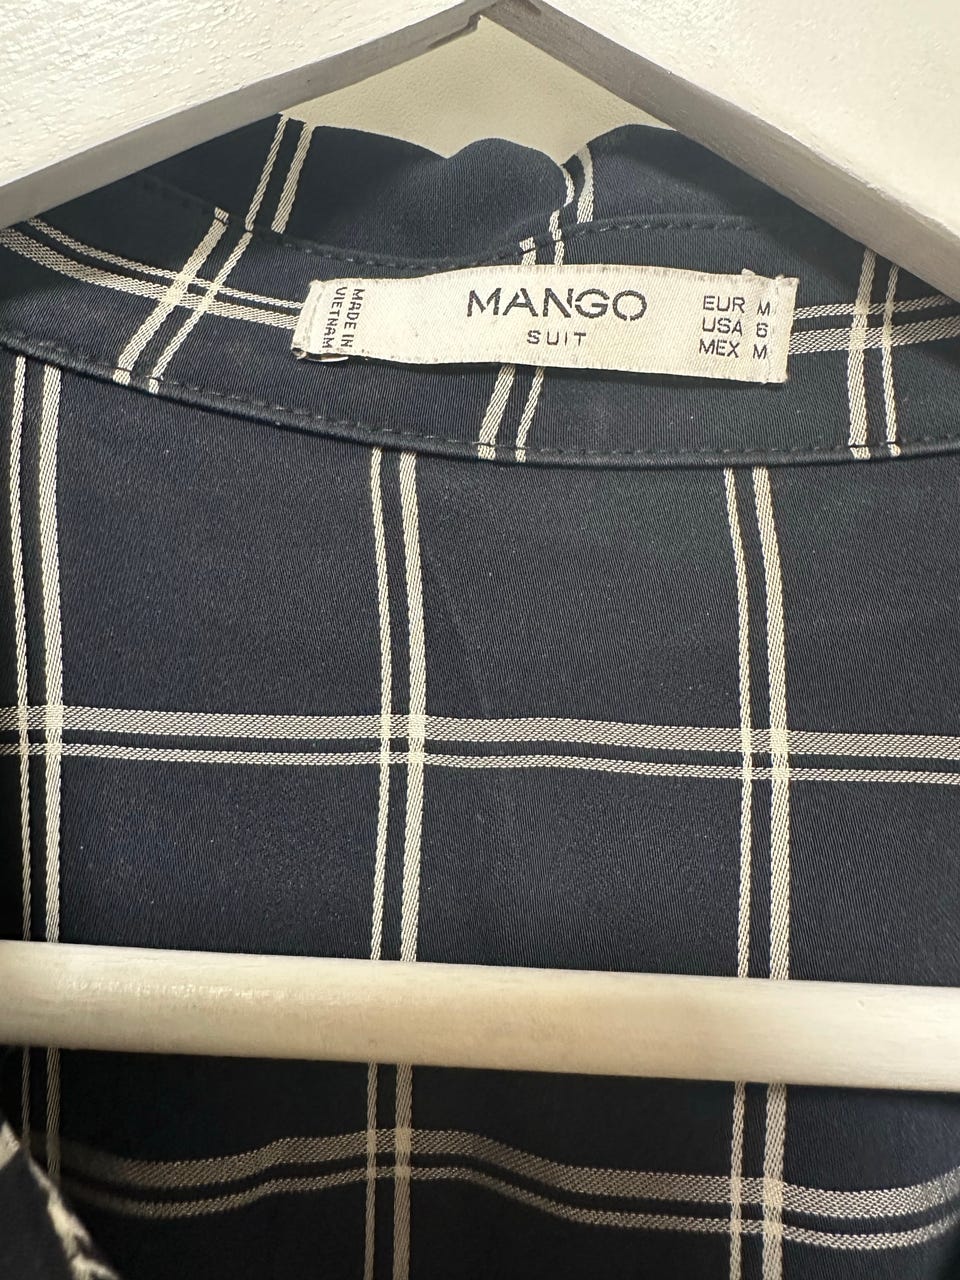 MADE IN
VIETNAM
MANGO
SUIT
EUR M
USA 6
MEX M